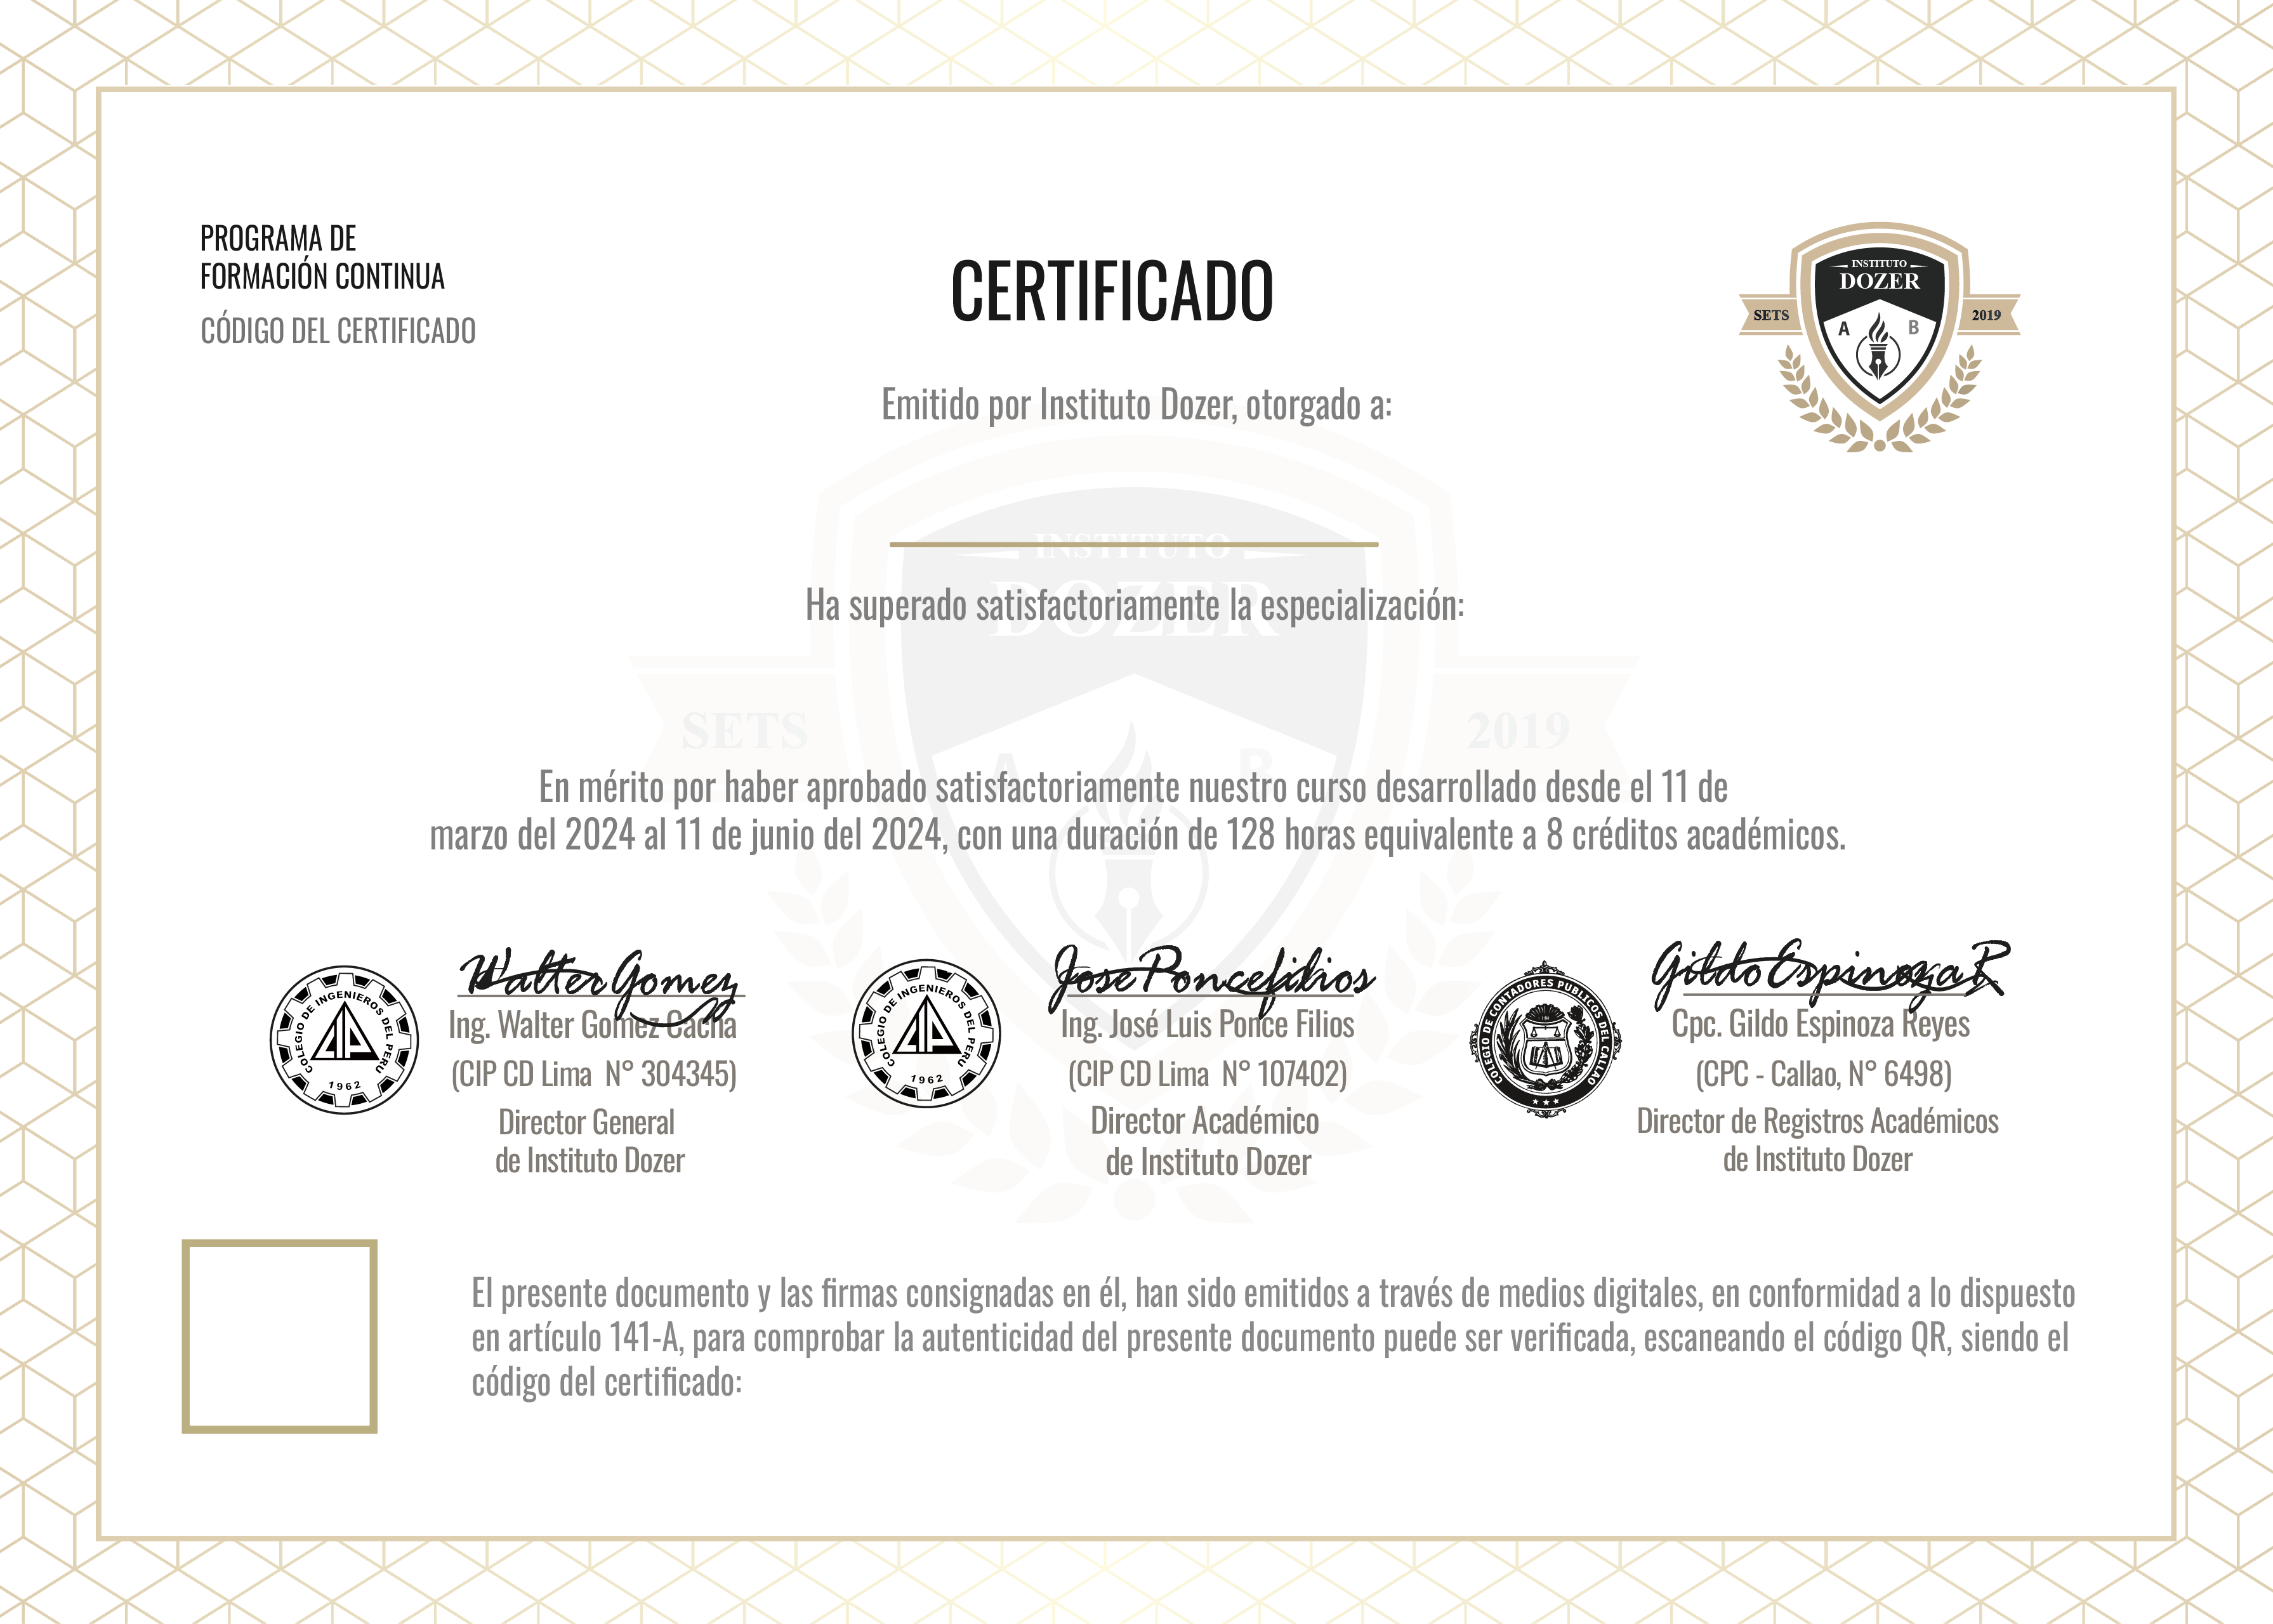 PROGRAMA DE
FORMACIÓN CONTINUA
CÓDIGO DEL CERTIFICADO
CERTIFICADO
INSTITUTO
DOZER
SETS
2019
A
B
Emitido por Instituto Dozer, otorgado a:
INSTITUTO
DOZER
Ha superado satisfactoriamente la especialización:
SETS
2019
A
B
En mérito por haber aprobado satisfactoriamente nuestro curso desarrollado desde el 11 de
marzo del 2024 al 11 de junio del 2024, con una duración de 128 horas equivalente a 8 créditos académicos.
COLEGIO DE INGENIEROS DEL PERU
1962
Walter Gomez
Ing. Walter Gomez Cacha
(CIP CD Lima N° 304345)
Director General
de Instituto Dozer
COLEGIO DE INGENIEROS DEL PERU
1962
Jose Poncefilios
Ing. José Luis Ponce Filios
(CIP CD Lima N° 107402)
Director Académico
de Instituto Dozer
COLEGIO DE CONTADORES PUBLICOS DEL CALLAO
Gildo Espinoza R
Cpc. Gildo Espinoza Reyes
(CPC - Callao, N° 6498)
Director de Registros Académicos
de Instituto Dozer
El presente documento y las firmas consignadas en él, han sido emitidos a través de medios digitales, en conformidad a lo dispuesto
en artículo 141-A, para comprobar la autenticidad del presente documento puede ser verificada, escaneando el código QR, siendo el
código del certificado: